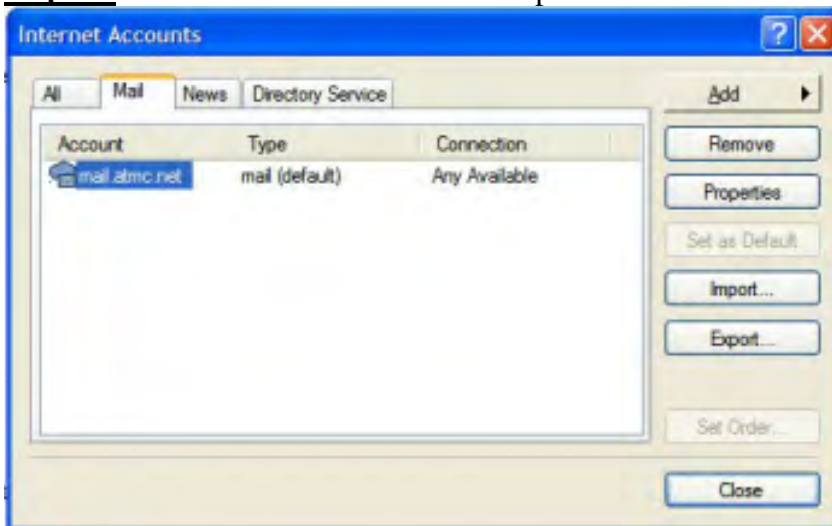 Internet Accounts
All Mail News Directory Service
Add
Account Type Connection
Remove
mail.atmc.net mail (default) Any Available
Properties
Set as Default
Import...
Export...
Set Order...
Close